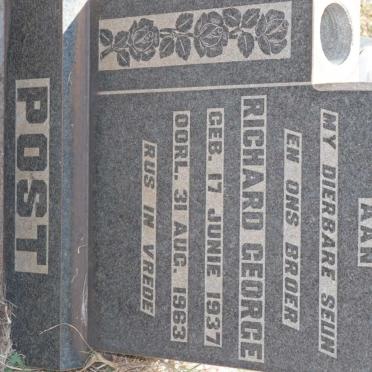 AAN
MY DIERBARE SEUN
EN ONS BROER
RICHARD GEORGE
GEB. 17 JUNIE 1937
OORL. 31 AUG. 1963
RUS IN VREDE
POST